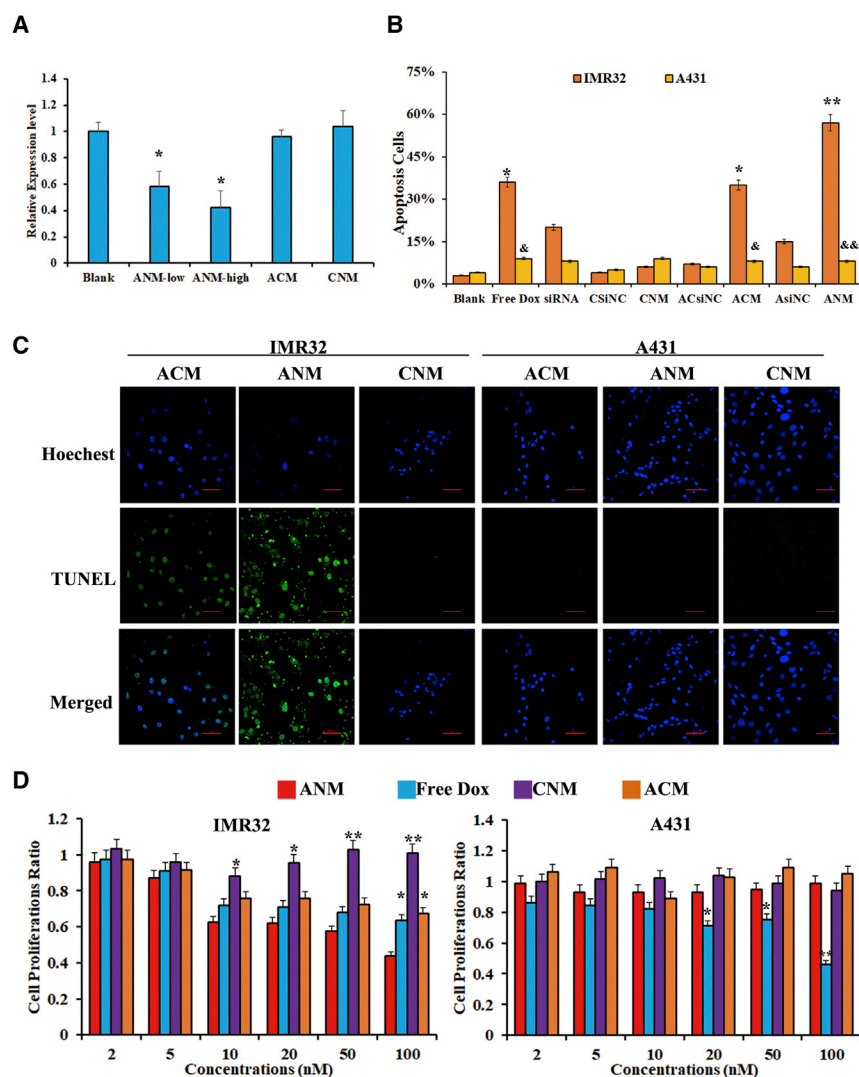 A
B
1.4
1.2
1
0.8
0.6
0.4
0.2
0
Relative Expression level
*
*
Blank ANM-low ANM-high ACM CNM
IMR32 A431
75%
60%
45%
30%
15%
0%
Apoptosis Cells
*
&
*
&
**
&&
Blank Free Dox siRNA CSiNC CNM ACsiNC ACM AsiNC ANM
C
IMR32 A431
ACM ANM CNM ACM ANM CNM
Hoechest
TUNEL
Merged
D
ANM Free Dox CNM ACM
IMR32
1.2
1
0.8
0.6
0.4
0.2
0
Cell Proliferations Ratio
*
*
**
**
*
*
2 5 10 20 50 100
Concentrations (nM)
A431
1.4
1.2
1
0.8
0.6
0.4
0.2
0
Cell Proliferations Ratio
*
*
**
2 5 10 20 50 100
Concentrations (nM)